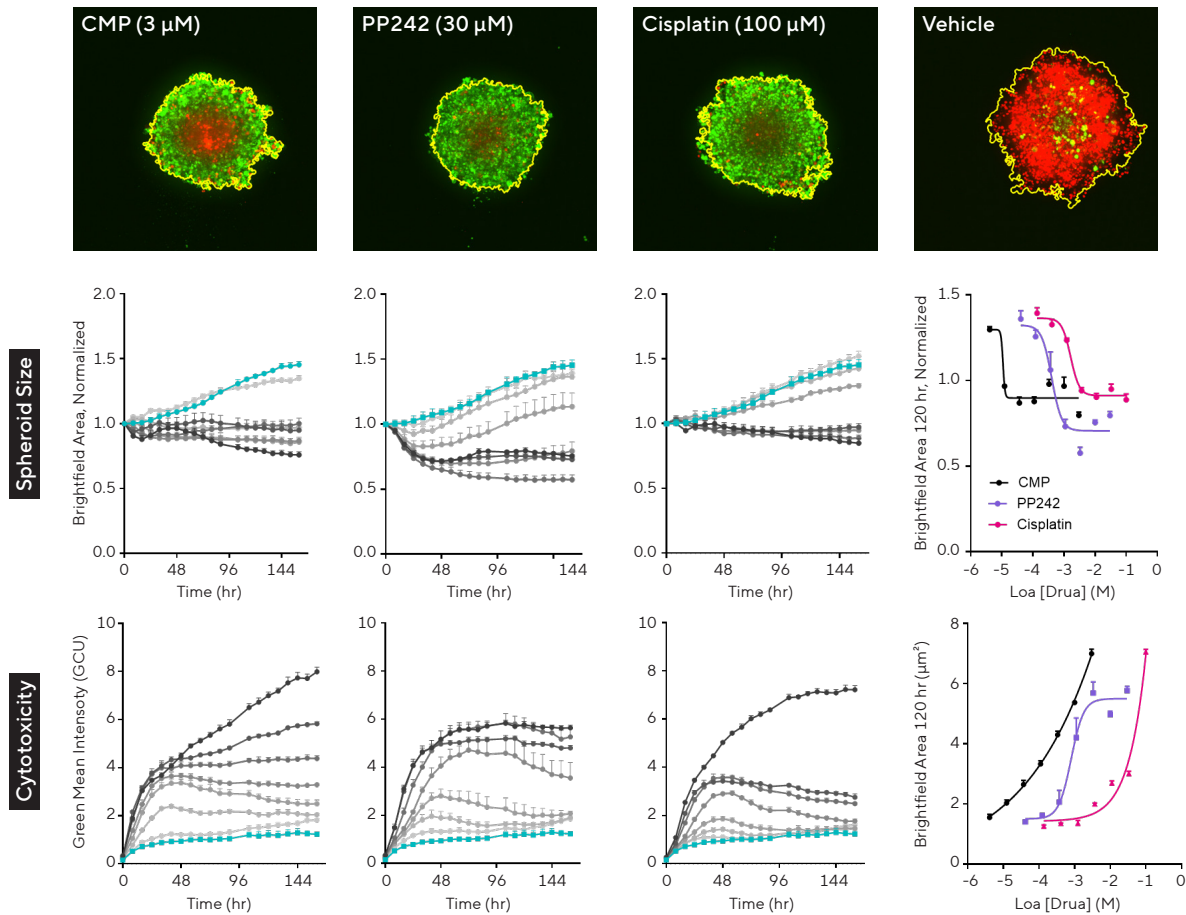 CMP (3 µM)
PP242 (30 µM)
Cisplatin (100 µM)
Vehicle
Spheroid Size
Brightfield Area, Normalized
2.0
1.5
1.0
0.5
0.0
0 48 96 144
Time (hr)
2.0
1.5
1.0
0.5
0.0
0 48 96 144
Time (hr)
2.0
1.5
1.0
0.5
0.0
0 48 96 144
Time (hr)
Brightfield Area 120 hr, Normalized
1.5
1.0
0.5
0.0
CMP
PP242
Cisplatin
-6 -5 -4 -3 -2 -1 0
Loa [Drua] (M)
Cytotoxicity
Green Mean Intensoty (GCU)
10
8
6
4
2
0
0 48 96 144
Time (hr)
10
8
6
4
2
0
0 48 96 144
Time (hr)
10
8
6
4
2
0
0 48 96 144
Time (hr)
Brightfield Area 120 hr (µm²)
8
6
4
2
0
-6 -5 -4 -3 -2 -1 0
Loa [Drua] (M)